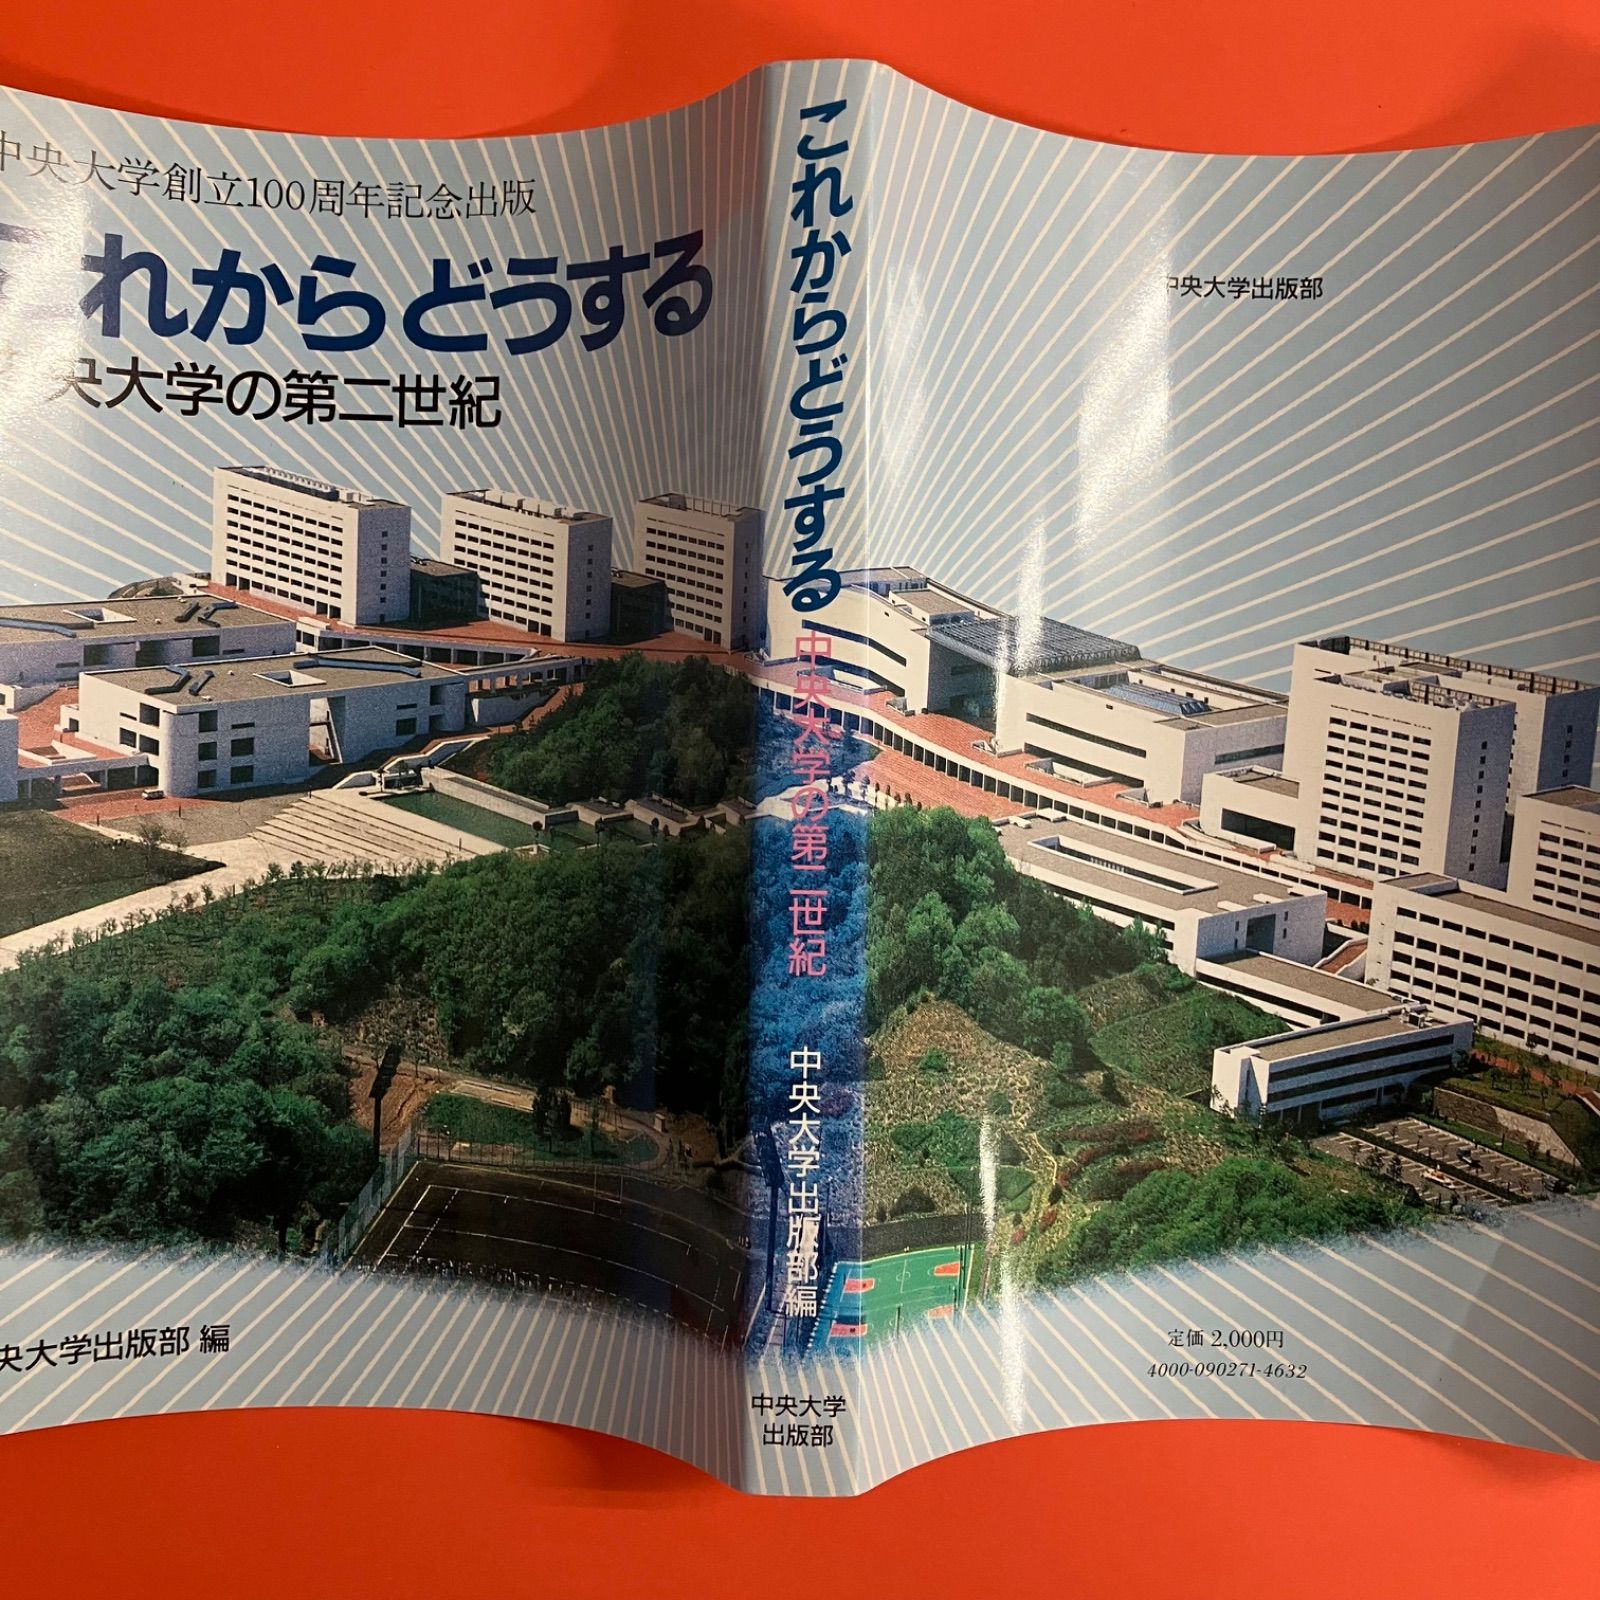 中央大学創立100周年記念出版
これからどうする
央大学の第二世紀
央大学出版部 編
これからどうする
中央大学の第二世紀
中央大学出版部編
中央大学
出版部
中央大学出版部
定価 2,000円
4000-090271-4632